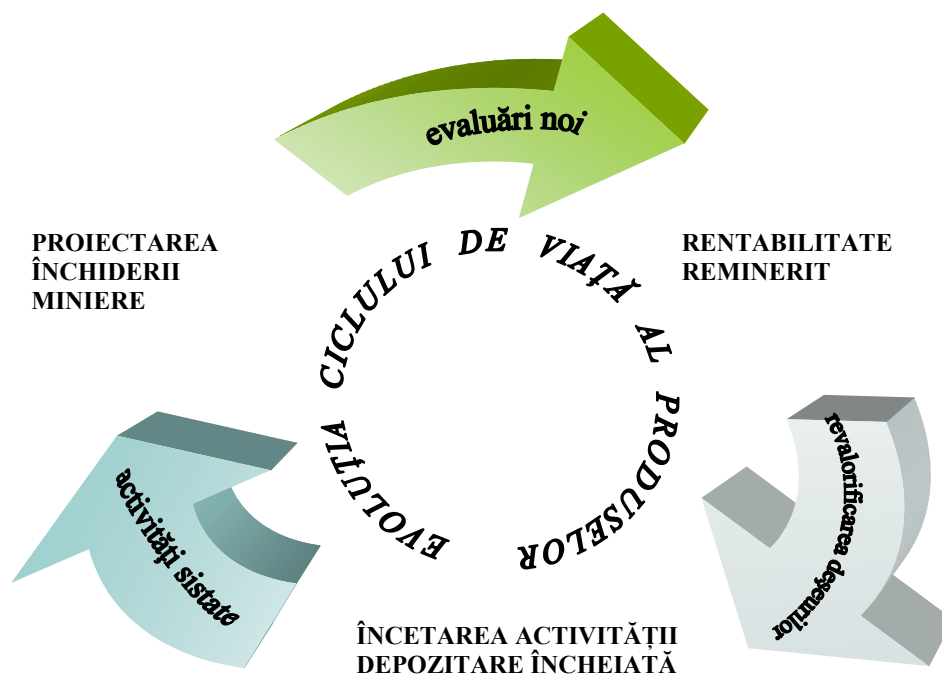 evaluări noi
PROIECTAREA
ÎNCHIDERII
MINIERE
RENTABILITATE
REMINERIT
EVOLUȚIA CICLULUI DE VIAȚĂ AL PRODUSELOR
activități sistate
revalorificarea deșeurilor
ÎNCETAREA ACTIVITĂȚII
DEPOZITARE ÎNCHEIATĂ